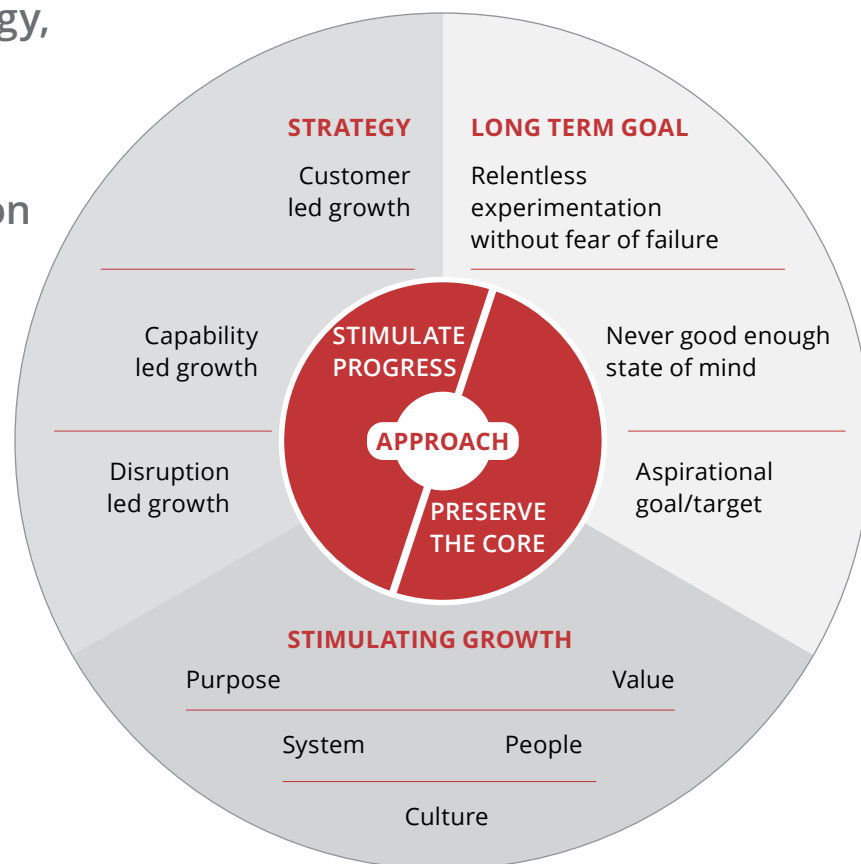 gy,
on
STRATEGY
Customer
led growth
Capability
led growth
Disruption
led growth
LONG TERM GOAL
Relentless
experimentation
without fear of failure
Never good enough
state of mind
Aspirational
goal/target
STIMULATE
PROGRESS
APPROACH
PRESERVE
THE CORE
STIMULATING GROWTH
Purpose Value
System People
Culture